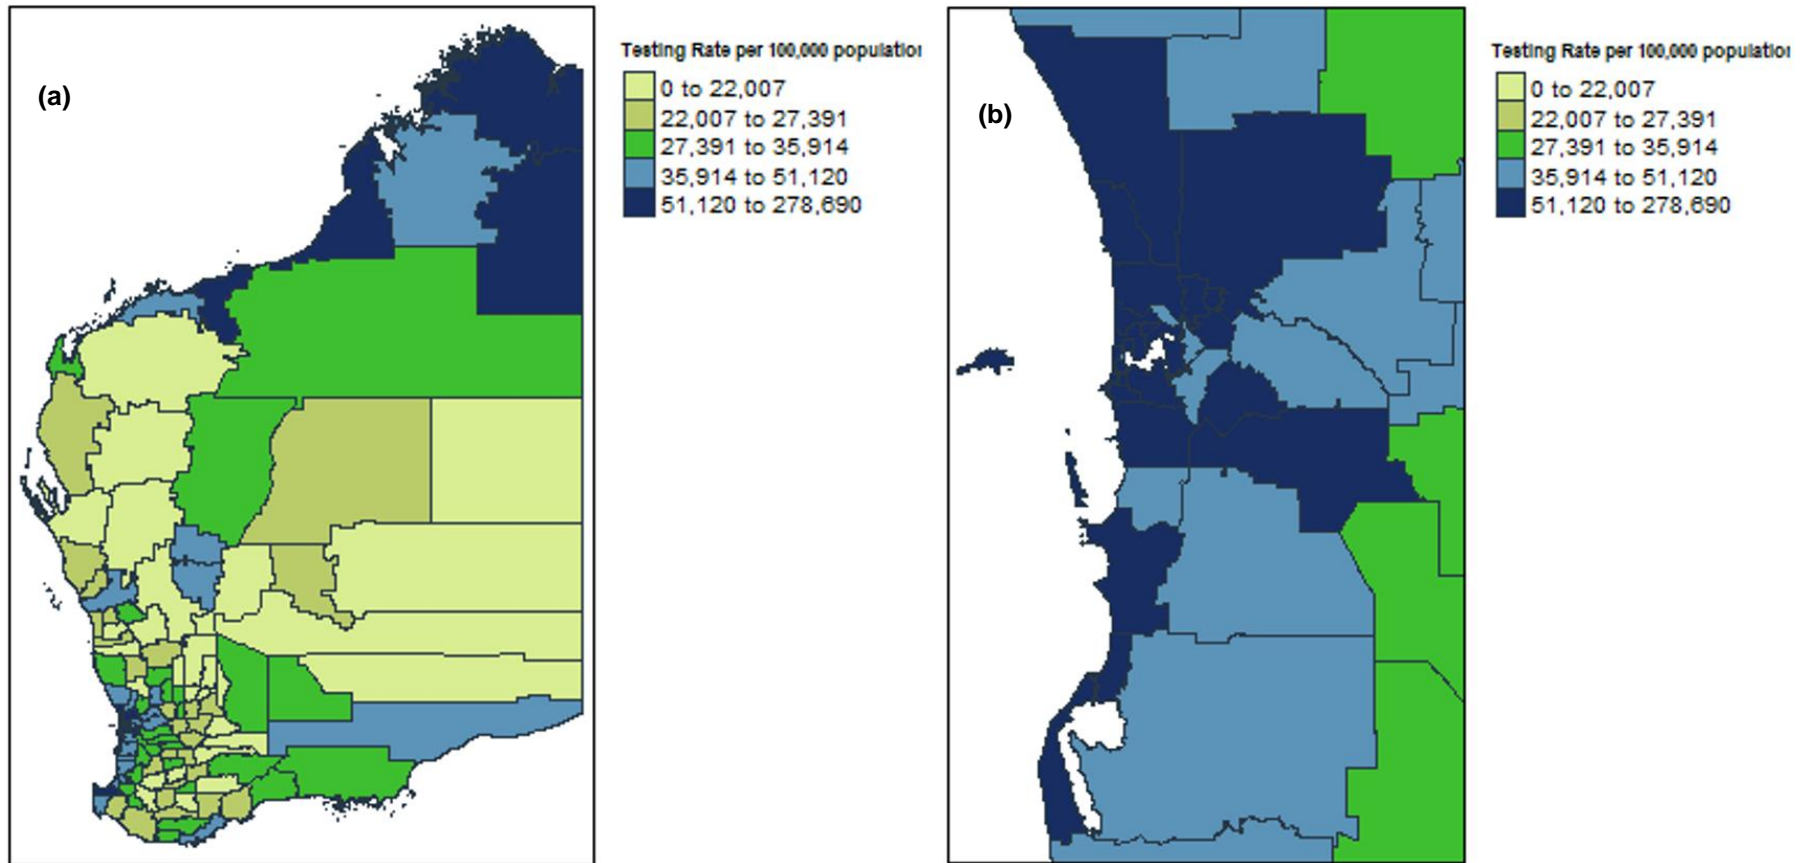 (a)
Testing Rate per 100,000 population
0 to 22,007
22,007 to 27,391
27,391 to 35,914
35,914 to 51,120
51,120 to 278,690
(b)
Testing Rate per 100,000 population
0 to 22,007
22,007 to 27,391
27,391 to 35,914
35,914 to 51,120
51,120 to 278,690